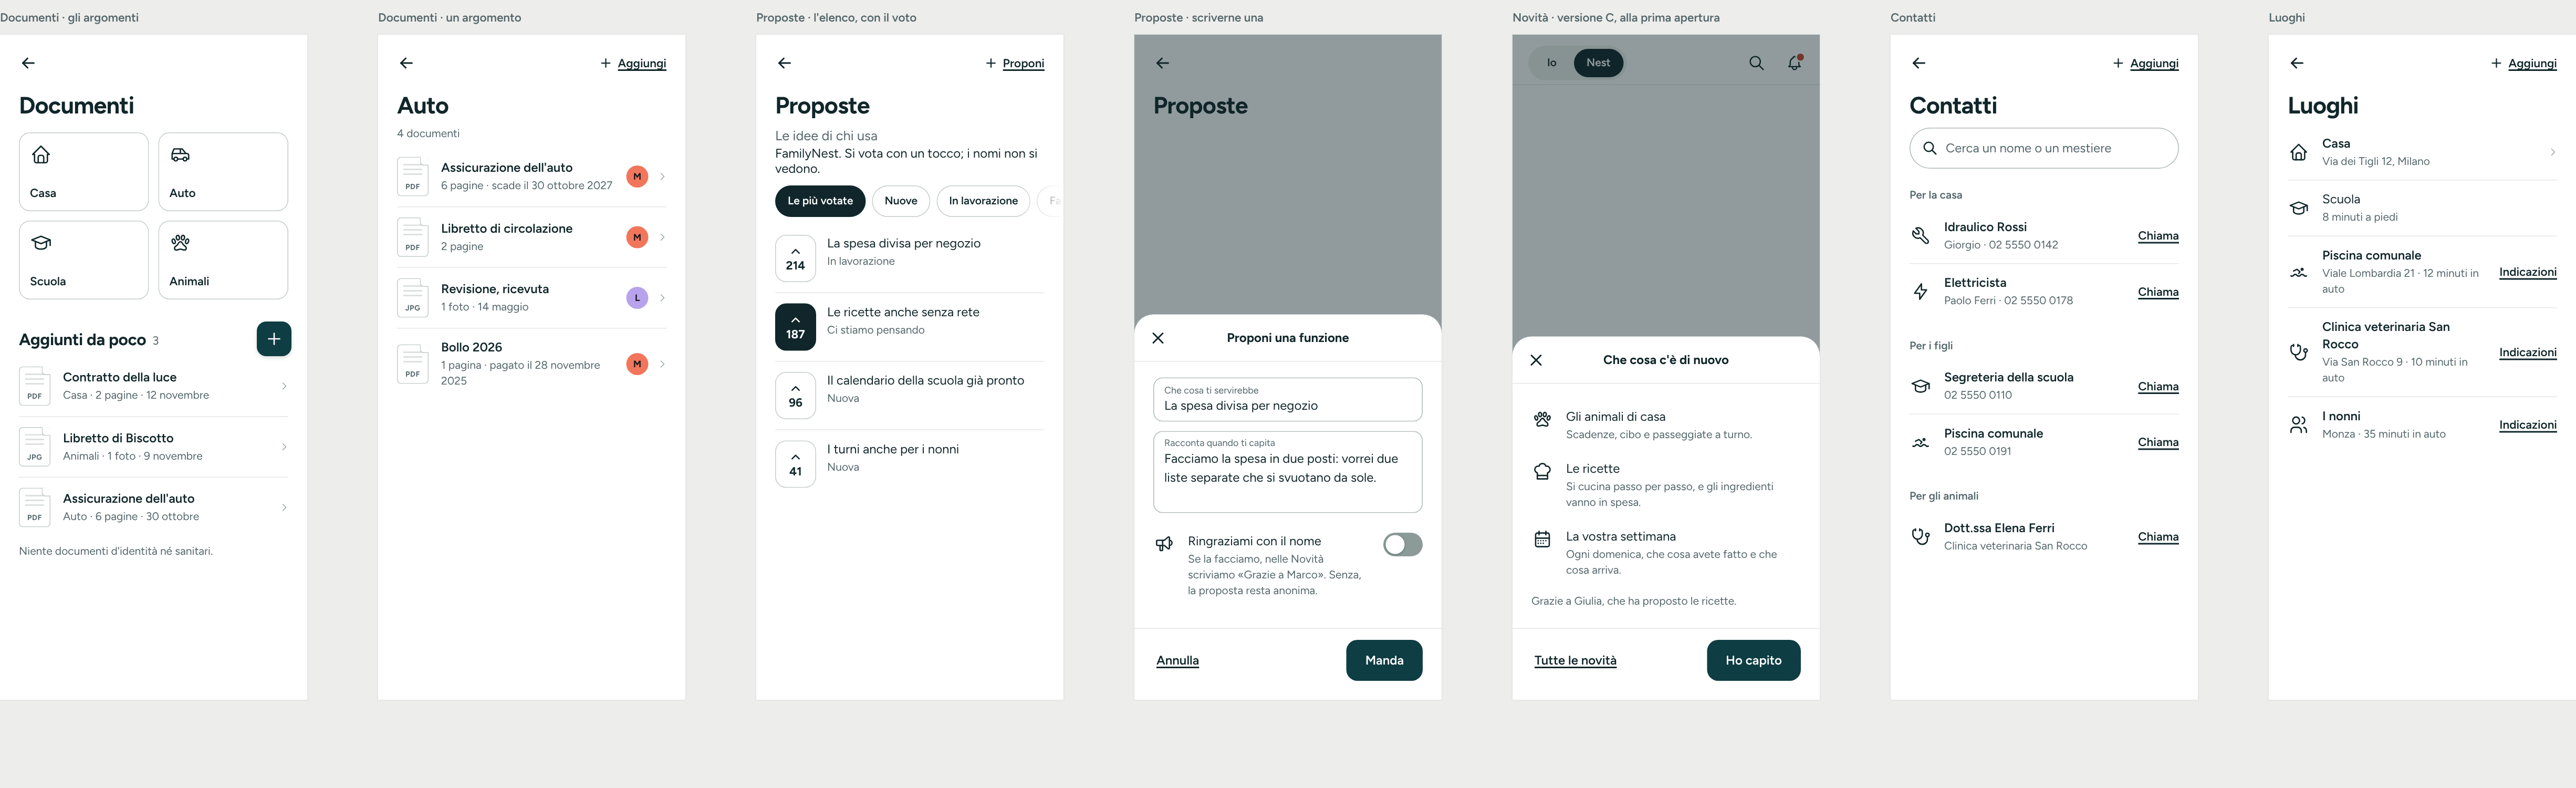 Documenti · gli argomenti
Documenti
Casa
Auto
Scuola
Animali
Aggiunti da poco 3
PDF
Contratto della luce
Casa · 2 pagine · 12 novembre
JPG
Libretto di Biscotto
Animali · 1 foto · 9 novembre
PDF
Assicurazione dell'auto
Auto · 6 pagine · 30 ottobre
Niente documenti d'identità né sanitari.
Documenti · un argomento
Aggiungi
Auto
4 documenti
PDF
Assicurazione dell'auto
6 pagine · scade il 30 ottobre 2027
M
PDF
Libretto di circolazione
2 pagine
M
JPG
Revisione, ricevuta
1 foto · 14 maggio
L
PDF
Bollo 2026
1 pagina · pagato il 28 novembre
2025
M
Proposte · l'elenco, con il voto
Proponi
Proposte
Le idee di chi usa
FamilyNest. Si vota con un tocco; i nomi non si
vedono.
Le più votate
Nuove
In lavorazione
Fa
214
La spesa divisa per negozio
In lavorazione
187
Le ricette anche senza rete
Ci stiamo pensando
96
Il calendario della scuola già pronto
Nuova
41
I turni anche per i nonni
Nuova
Proposte · scriverne una
Proposte
Proponi una funzione
Che cosa ti servirebbe
La spesa divisa per negozio
Racconta quando ti capita
Facciamo la spesa in due posti: vorrei due
liste separate che si svuotano da sole.
Ringraziami con il nome
Se la facciamo, nelle Novità
scriviamo «Grazie a Marco». Senza,
la proposta resta anonima.
Annulla
Manda
Novità · versione C, alla prima apertura
Io
Nest
Che cosa c'è di nuovo
Gli animali di casa
Scadenze, cibo e passeggiate a turno.
Le ricette
Si cucina passo per passo, e gli ingredienti
vanno in spesa.
La vostra settimana
Ogni domenica, che cosa avete fatto e che
cosa arriva.
Grazie a Giulia, che ha proposto le ricette.
Tutte le novità
Ho capito
Contatti
Aggiungi
Contatti
Cerca un nome o un mestiere
Per la casa
Idraulico Rossi
Giorgio · 02 5550 0142
Chiama
Elettricista
Paolo Ferri · 02 5550 0178
Chiama
Per i figli
Segreteria della scuola
02 5550 0110
Chiama
Piscina comunale
02 5550 0191
Chiama
Per gli animali
Dott.ssa Elena Ferri
Clinica veterinaria San Rocco
Chiama
Luoghi
Aggiungi
Luoghi
Casa
Via dei Tigli 12, Milano
Scuola
8 minuti a piedi
Piscina comunale
Viale Lombardia 21 · 12 minuti in
auto
Indicazioni
Clinica veterinaria San
Rocco
Via San Rocco 9 · 10 minuti in
auto
Indicazioni
I nonni
Monza · 35 minuti in auto
Indicazioni